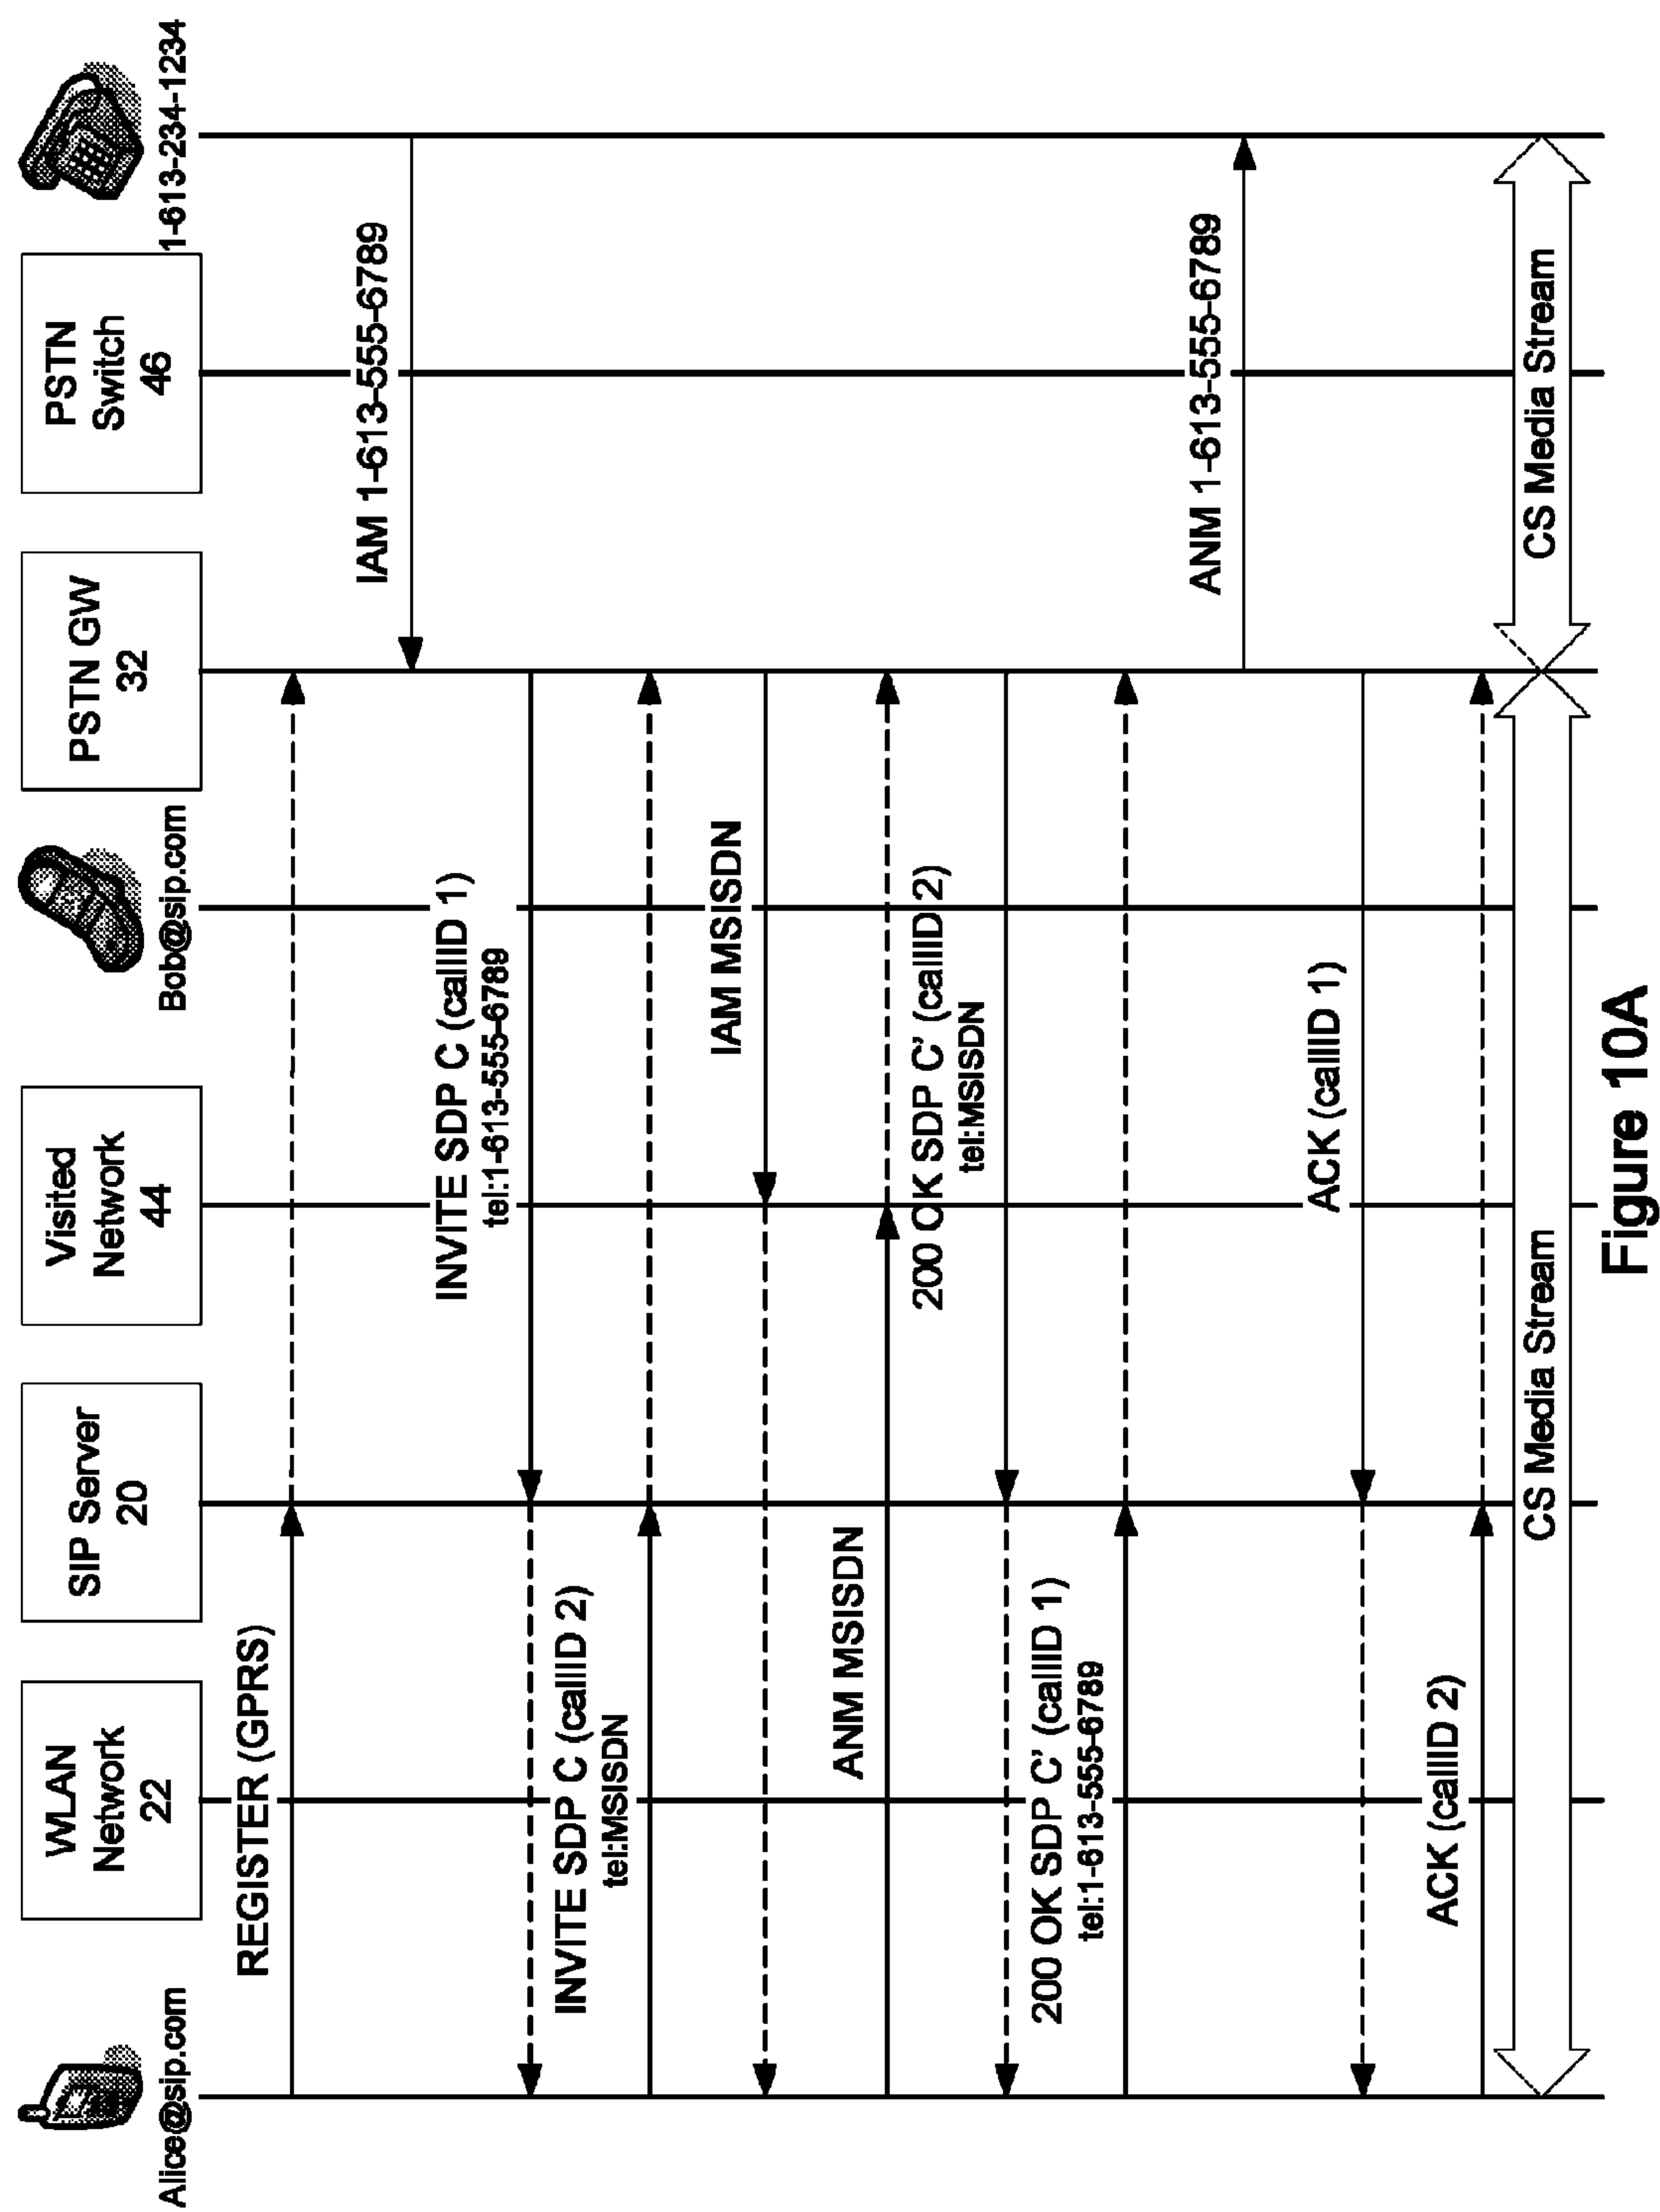 Alice@sip.com
WLAN
Network
22
SIP Server
20
Visited
Network
44
Bob@sip.com
PSTN GW
32
PSTN
Switch
46
1-613-234-1234
REGISTER (GPRS)
IAM 1-613-555-6789
INVITE SDP C (callID 1)
tel:1-613-555-6789
INVITE SDP C (callID 2)
tel:MSISDN
IAM MSISDN
ANM MSISDN
200 OK SDP C' (callID 2)
tel:MSISDN
200 OK SDP C' (callID 1)
tel:1-613-555-6789
ANM 1-613-555-6789
ACK (callID 1)
ACK (callID 2)
CS Media Stream
CS Media Stream
Figure 10A